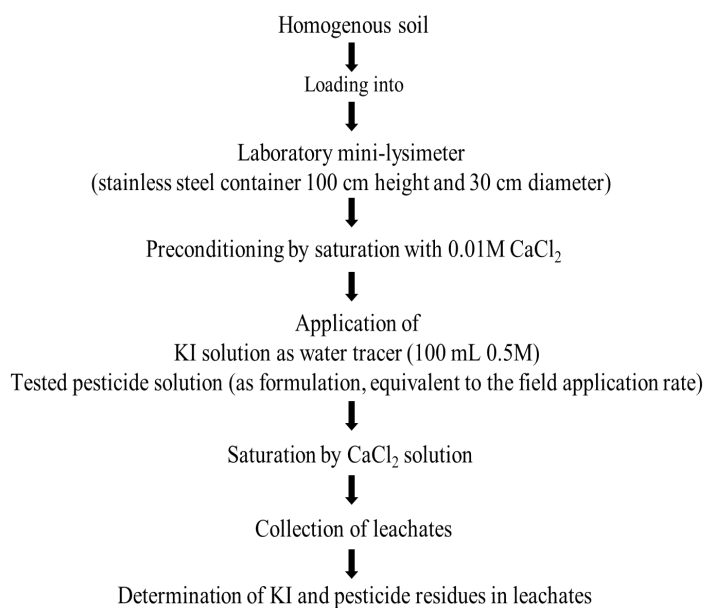 Homogenous soil
Loading into
Laboratory mini-lysimeter
(stainless steel container 100 cm height and 30 cm diameter)
Preconditioning by saturation with 0.01M CaCl₂
Application of
KI solution as water tracer (100 mL 0.5M)
Tested pesticide solution (as formulation, equivalent to the field application rate)
Saturation by CaCl₂ solution
Collection of leachates
Determination of KI and pesticide residues in leachates